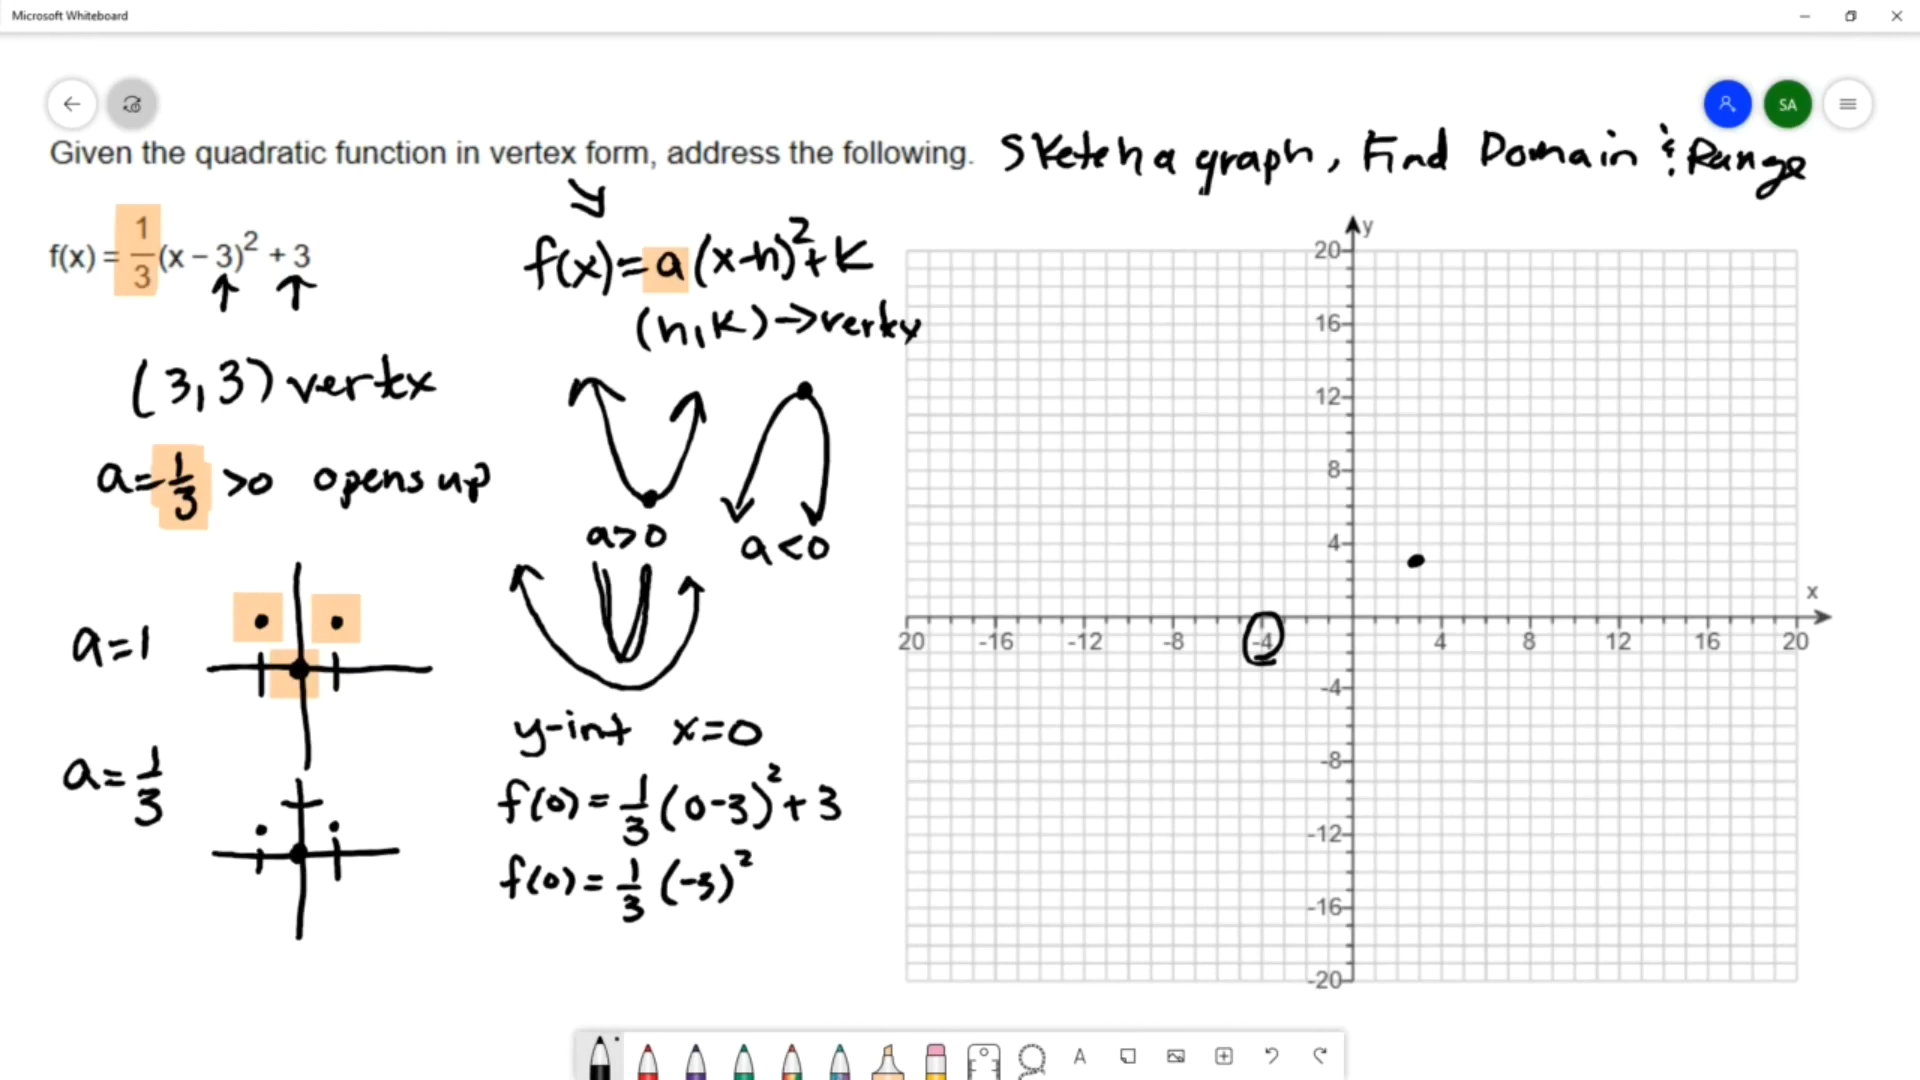 Microsoft Whiteboard
SA
Given the quadratic function in vertex form, address the following. Sketch a graph, Find Domain & Range
f(x) = 1/3 (x − 3)² + 3
f(x) = a (x-h)² + k
(h,k) → vertex
(3,3) vertex
a = 1/3 > 0 opens up
a > 0
a < 0
a = 1
a = 1/3
y-int x = 0
f(0) = 1/3 (0-3)² + 3
f(0) = 1/3 (-3)²
y
20
16
12
8
4
x
20 -16 -12 -8 -4 4 8 12 16 20
-4
-8
-12
-16
-20
A